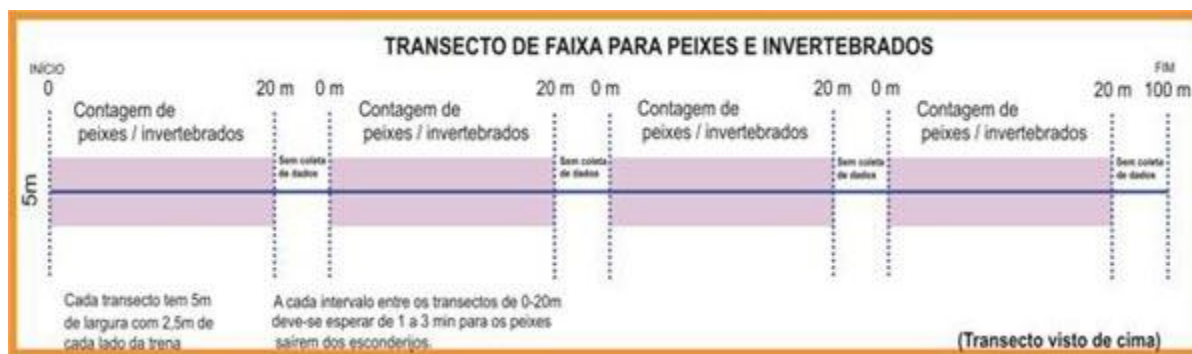 TRANSECTO DE FAIXA PARA PEIXES E INVERTEBRADOS
INÍCIO
FIM
0
20 m
0 m
20 m
0 m
20 m
0 m
20 m
100 m
Contagem de
peixes / invertebrados
Contagem de
peixes / invertebrados
Contagem de
peixes / invertebrados
Contagem de
peixes / invertebrados
Sem coleta
de dados
Sem coleta
de dados
Sem coleta
de dados
Sem coleta
de dados
5m
Cada transecto tem 5m
de largura com 2,5m de
cada lado da trena
A cada intervalo entre os transectos de 0-20m
deve-se esperar de 1 a 3 min para os peixes
saírem dos esconderijos.
(Transecto visto de cima)